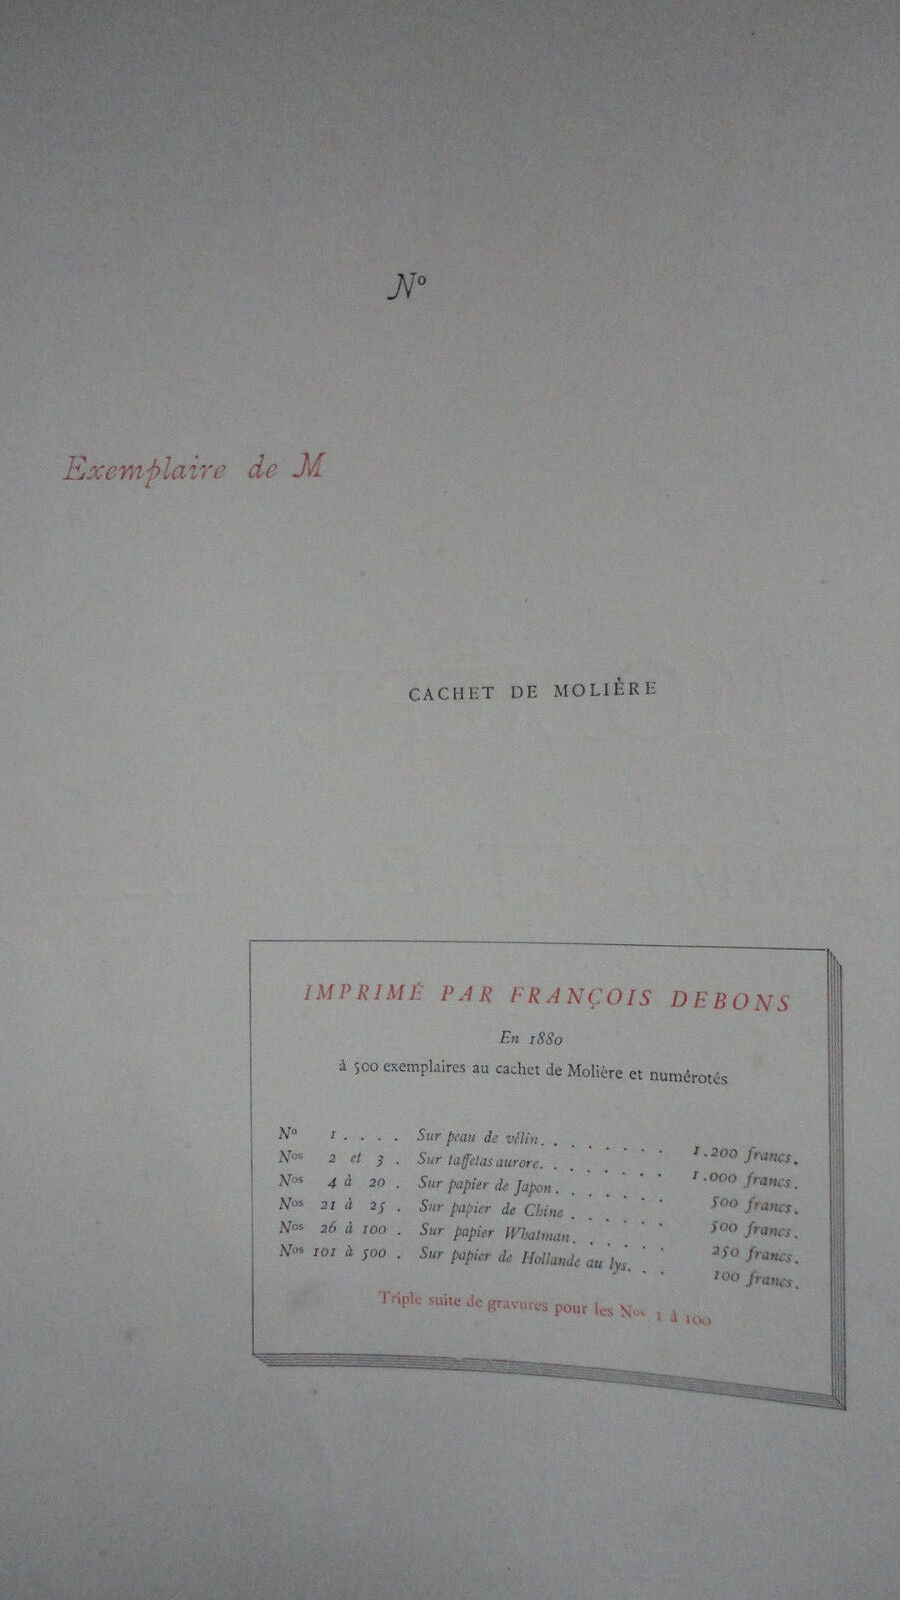 Nº
Exemplaire de M
CACHET DE MOLIÈRE
IMPRIMÉ PAR FRANÇOIS DEBONS
En 1880
à 500 exemplaires au cachet de Molière et numérotés
Nº 1 . . . . Sur peau de vélin. . . . . . . . . 1.200 francs.
Nos 2 et 3 . Sur taffetas aurore. . . . . . . . 1.000 francs.
Nos 4 à 20 . Sur papier de Japon. . . . . . . 500 francs.
Nos 21 à 25 . Sur papier de Chine . . . . . . 500 francs.
Nos 26 à 100 . Sur papier Whatman. . . . . . 250 francs.
Nos 101 à 500 . Sur papier de Hollande au lys. . . 100 francs.
Triple suite de gravures pour les Nos 1 à 100